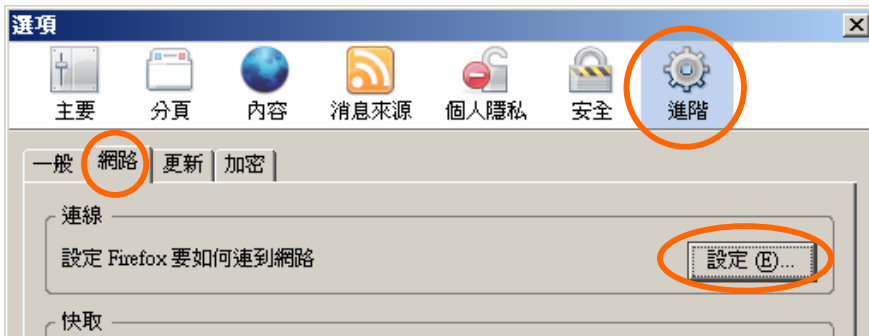 選項
主要 分頁 內容 消息來源 個人隱私 安全 進階
一般 網路 更新 加密
連線
設定 Firefox 要如何連到網路 設定 (E)...
快取